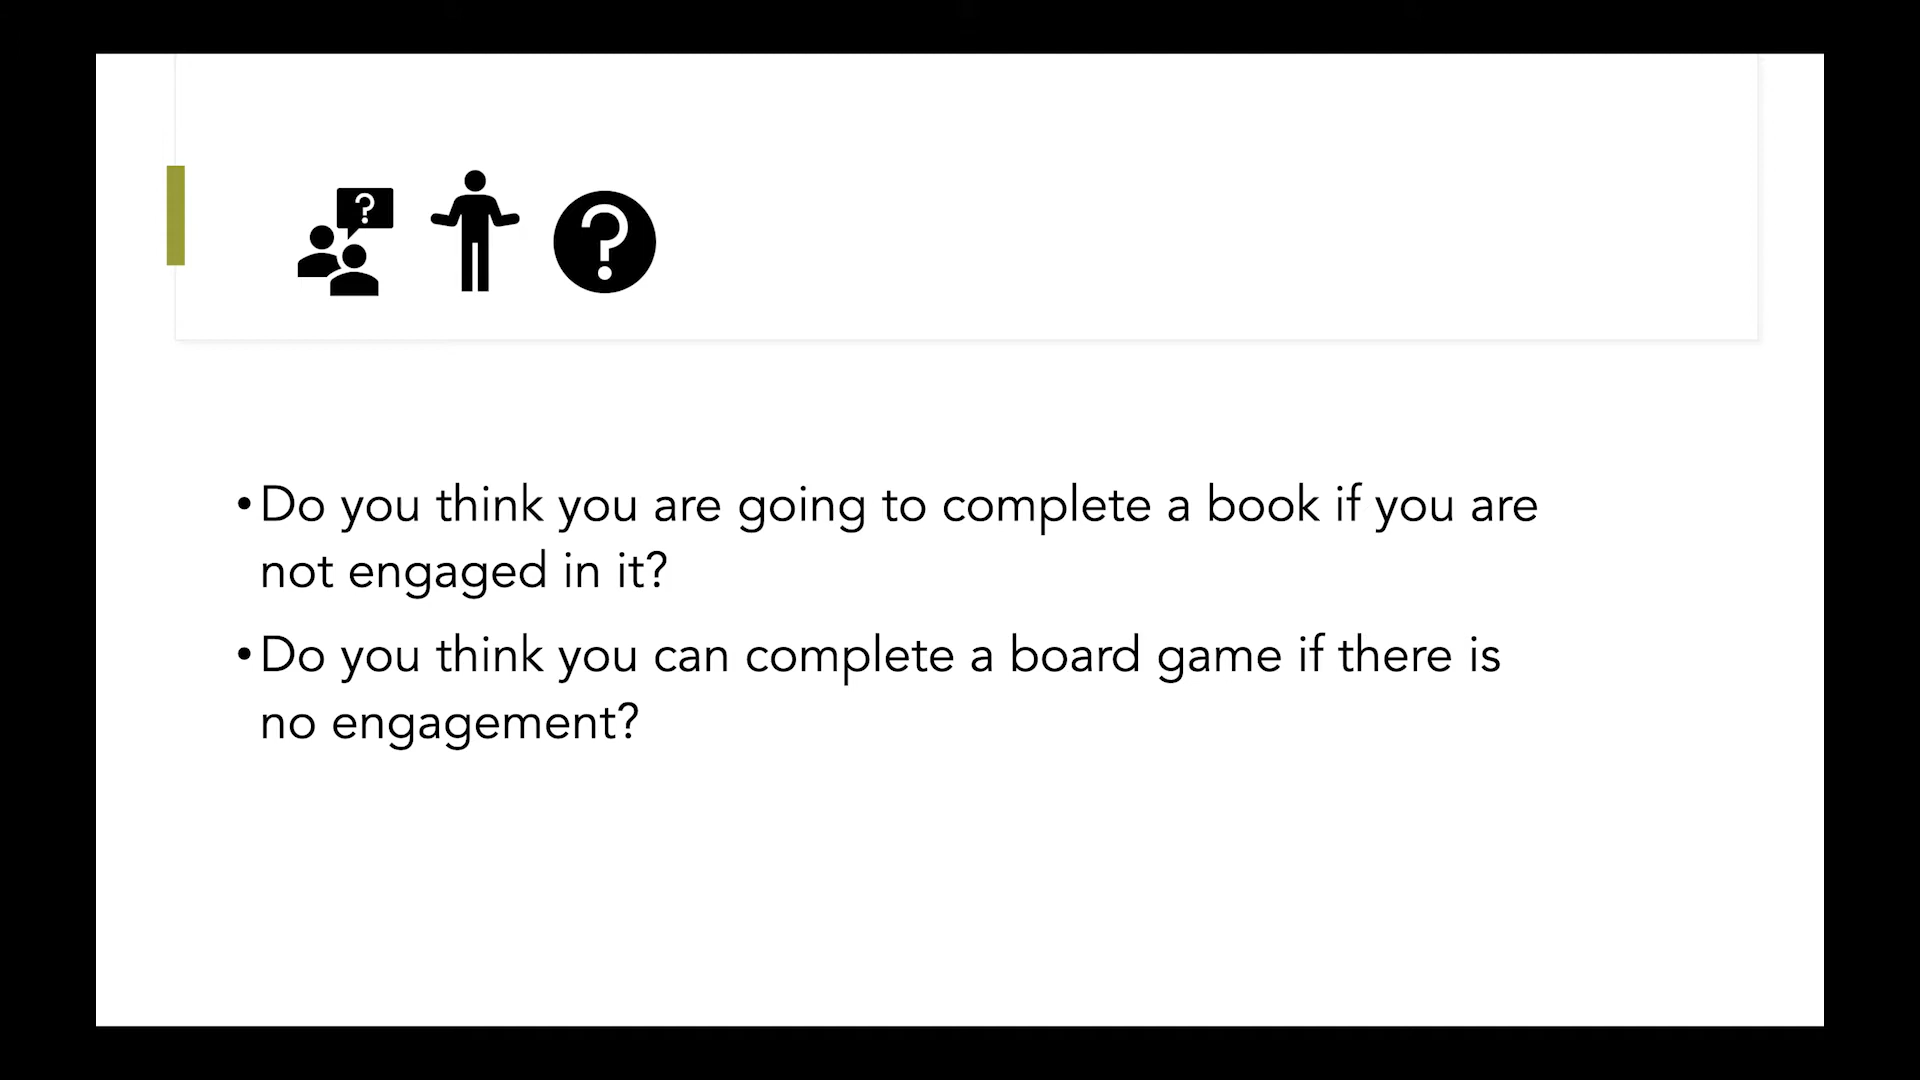 ?
?
•Do you think you are going to complete a book if you are
not engaged in it?
•Do you think you can complete a board game if there is
no engagement?